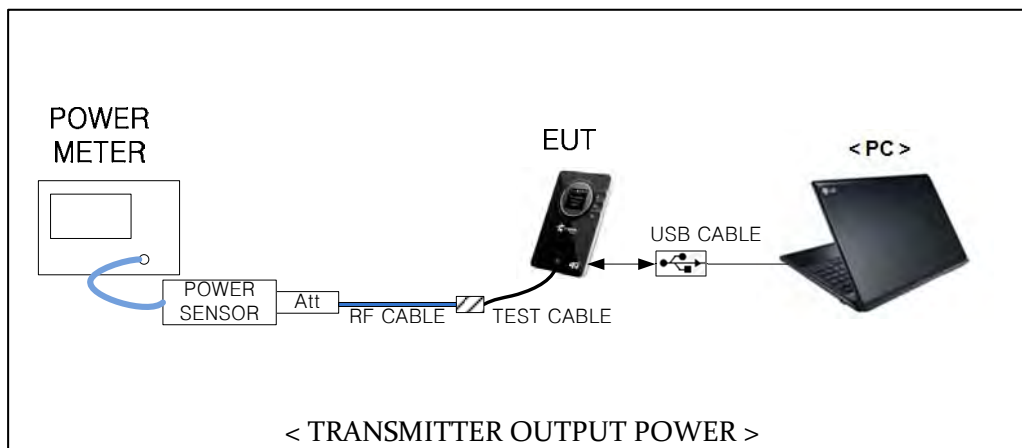 POWER
METER
EUT
< PC >
USB CABLE
POWER
SENSOR
Att
RF CABLE
TEST CABLE
< TRANSMITTER OUTPUT POWER >